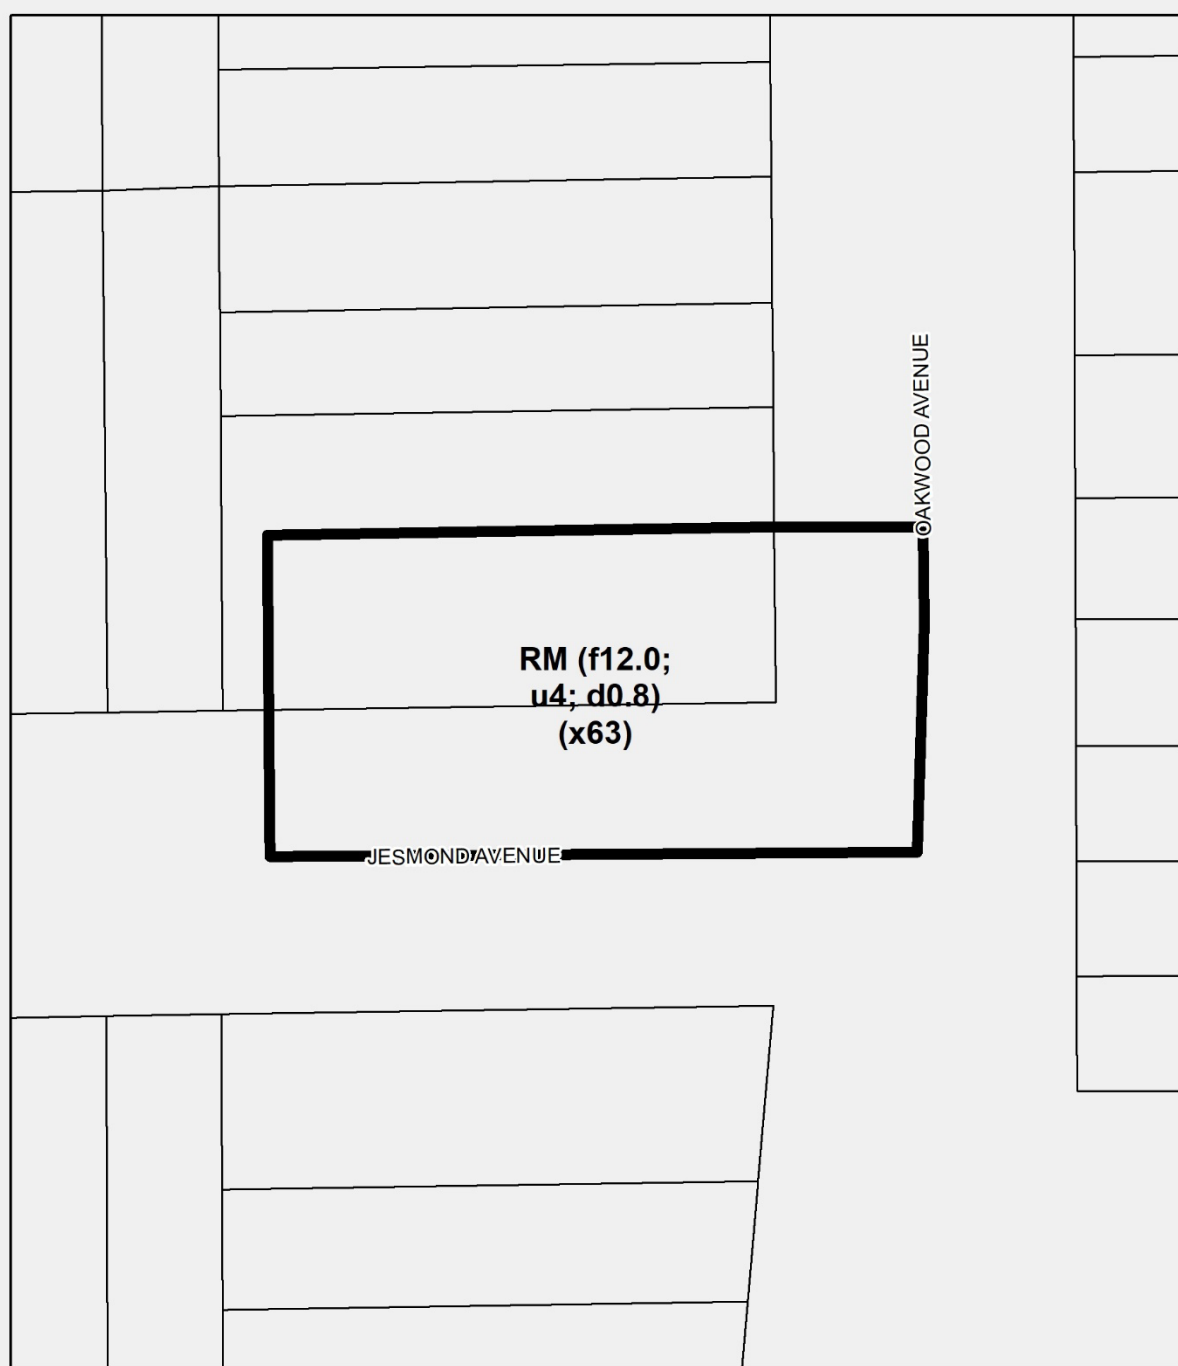 OAKWOOD AVENUE
RM (f12.0;
u4; d0.8)
(x63)
JESMOND AVENUE